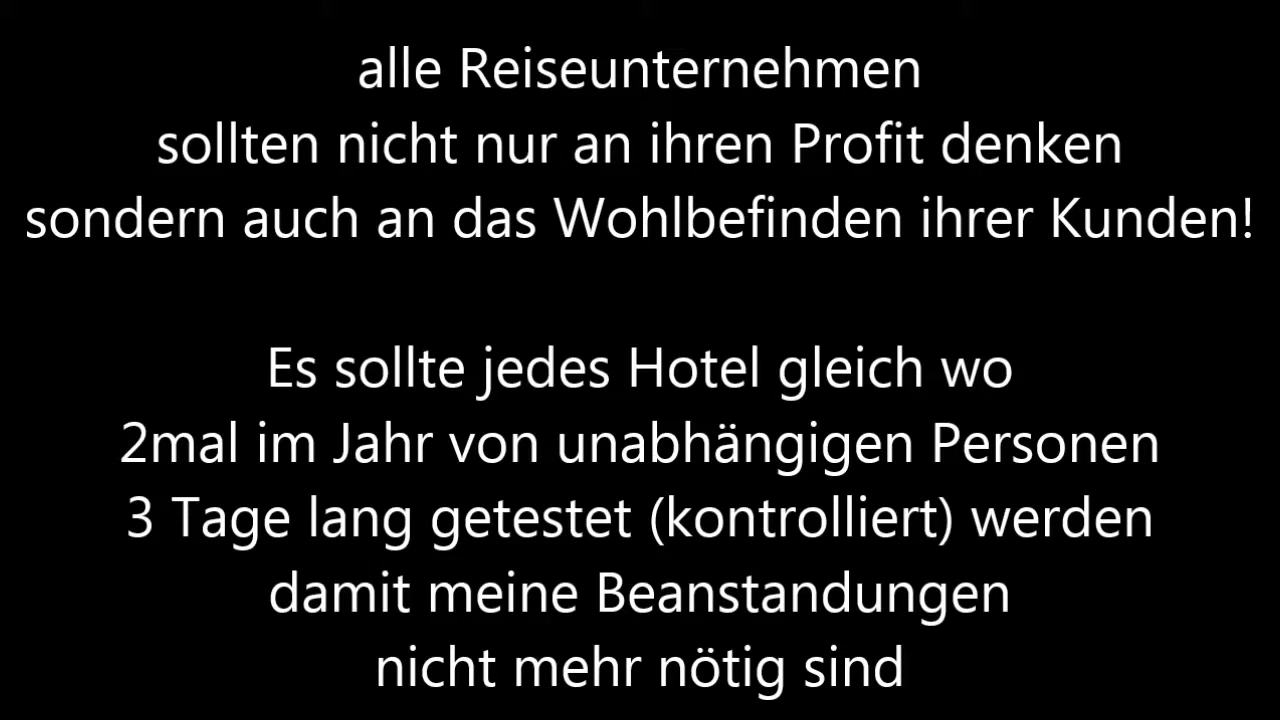 alle Reiseunternehmen
sollten nicht nur an ihren Profit denken
sondern auch an das Wohlbefinden ihrer Kunden!
Es sollte jedes Hotel gleich wo
2mal im Jahr von unabhängigen Personen
3 Tage lang getestet (kontrolliert) werden
damit meine Beanstandungen
nicht mehr nötig sind